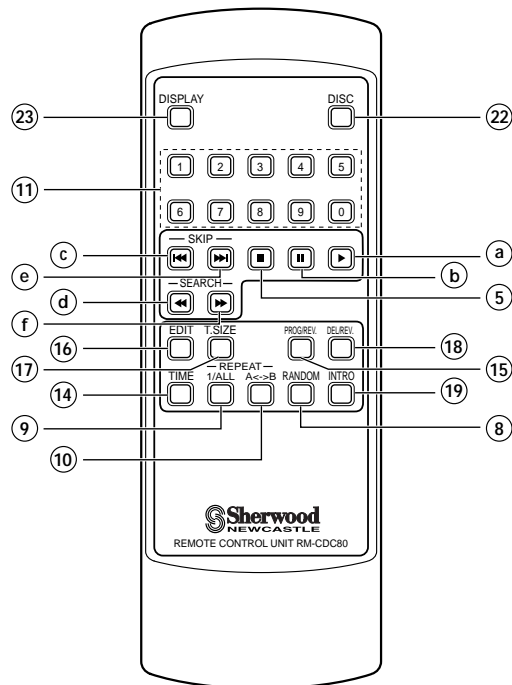 DISPLAY DISC
23 22
1 2 3 4 5
11
6 7 8 9 0
SKIP
c a
e b
SEARCH
d 5
f
EDIT T.SIZE PROG/REV. DEL/REV.
16 18
17 15
REPEAT
TIME 1/ALL A<->B RANDOM INTRO
14 19
9 8
10
Sherwood
NEWCASTLE
REMOTE CONTROL UNIT RM-CDC80